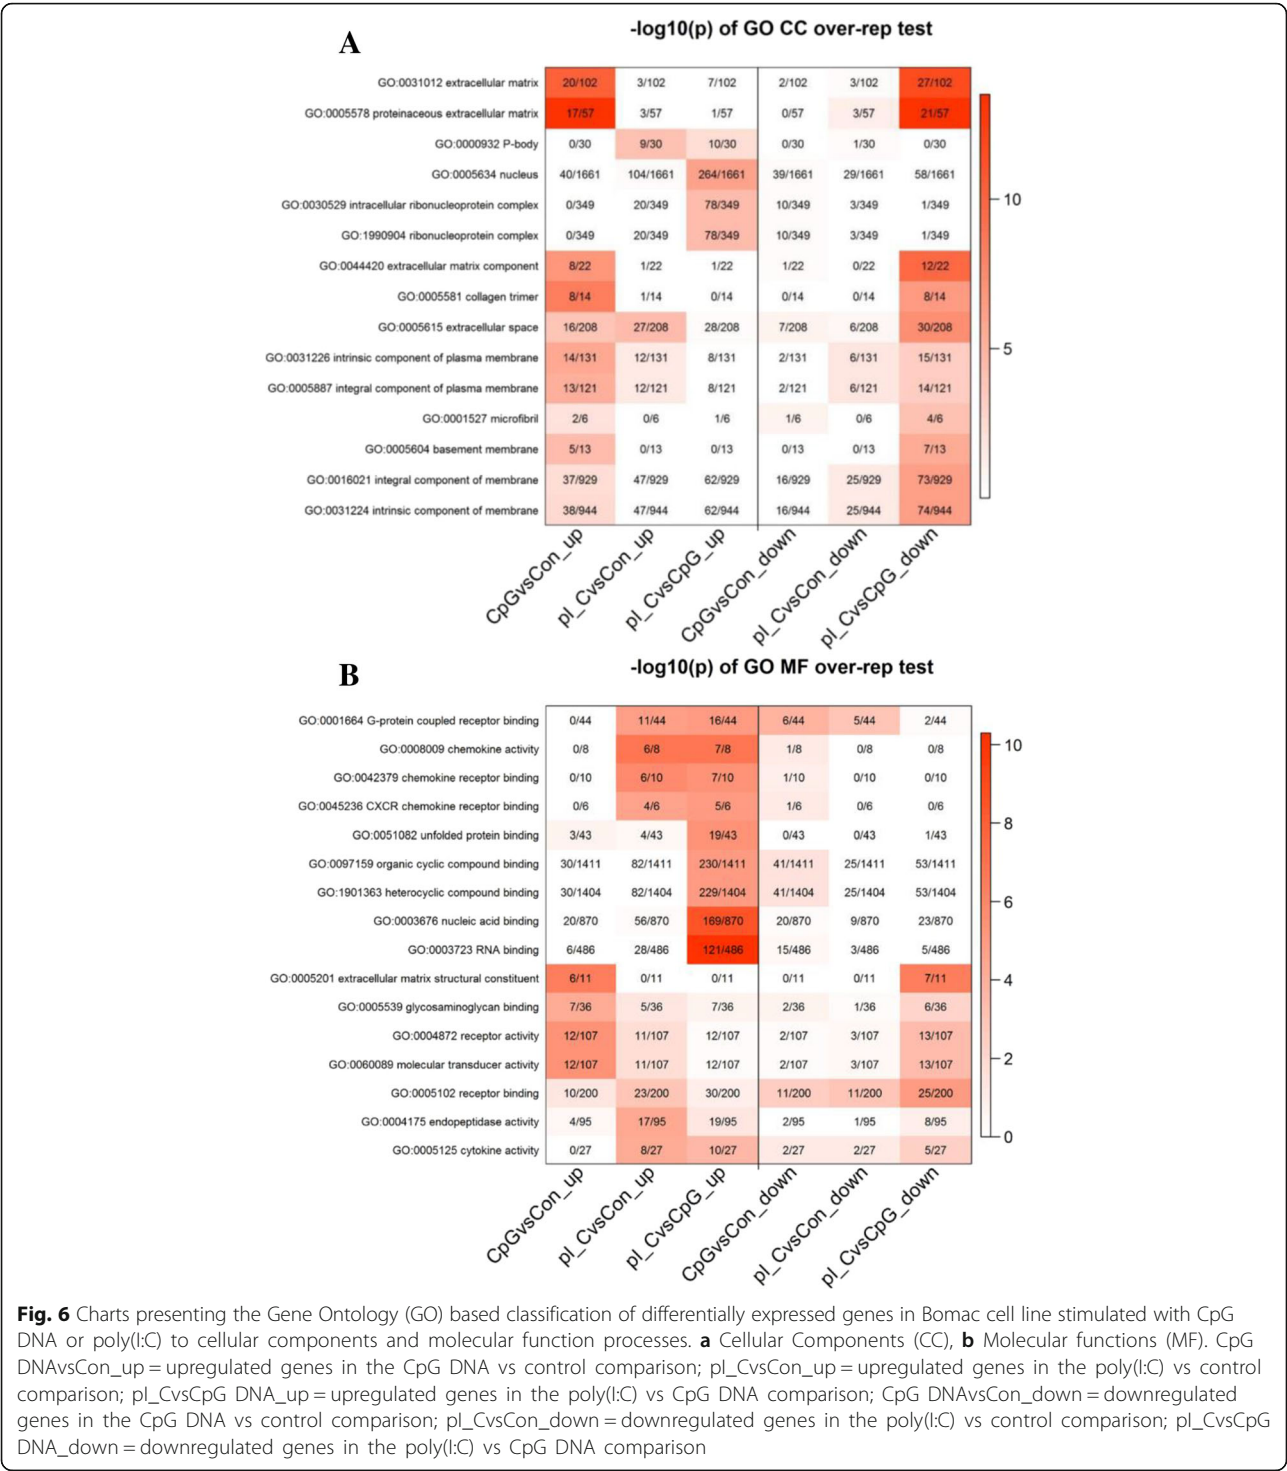 A
-log10(p) of GO CC over-rep test
GO:0031012 extracellular matrix 20/102 3/102 7/102 2/102 3/102 27/102
GO:0005578 proteinaceous extracellular matrix 17/57 3/57 1/57 0/57 3/57 21/57
GO:0000932 P-body 0/30 9/30 10/30 0/30 1/30 0/30
GO:0005634 nucleus 40/1661 104/1661 264/1661 39/1661 29/1661 58/1661
GO:0030529 intracellular ribonucleoprotein complex 0/349 20/349 78/349 10/349 3/349 1/349
GO:1990904 ribonucleoprotein complex 0/349 20/349 78/349 10/349 3/349 1/349
GO:0044420 extracellular matrix component 8/22 1/22 1/22 1/22 0/22 12/22
GO:0005581 collagen trimer 8/14 1/14 0/14 0/14 0/14 8/14
GO:0005615 extracellular space 16/208 27/208 28/208 7/208 6/208 30/208
GO:0031226 intrinsic component of plasma membrane 14/131 12/131 8/131 2/131 6/131 15/131
GO:0005887 integral component of plasma membrane 13/121 12/121 8/121 2/121 6/121 14/121
GO:0001527 microfibril 2/6 0/6 1/6 1/6 0/6 4/6
GO:0005604 basement membrane 5/13 0/13 0/13 0/13 0/13 7/13
GO:0016021 integral component of membrane 37/929 47/929 62/929 16/929 25/929 73/929
GO:0031224 intrinsic component of membrane 38/944 47/944 62/944 16/944 25/944 74/944
10
5
CpGvsCon_up pI_CvsCon_up pI_CvsCpG_up CpGvsCon_down pI_CvsCon_down pI_CvsCpG_down
B
-log10(p) of GO MF over-rep test
GO:0001664 G-protein coupled receptor binding 0/44 11/44 16/44 6/44 5/44 2/44
GO:0008009 chemokine activity 0/8 6/8 7/8 1/8 0/8 0/8
GO:0042379 chemokine receptor binding 0/10 6/10 7/10 1/10 0/10 0/10
GO:0045236 CXCR chemokine receptor binding 0/6 4/6 5/6 1/6 0/6 0/6
GO:0051082 unfolded protein binding 3/43 4/43 19/43 0/43 0/43 1/43
GO:0097159 organic cyclic compound binding 30/1411 82/1411 230/1411 41/1411 25/1411 53/1411
GO:1901363 heterocyclic compound binding 30/1404 82/1404 229/1404 41/1404 25/1404 53/1404
GO:0003676 nucleic acid binding 20/870 56/870 169/870 20/870 9/870 23/870
GO:0003723 RNA binding 6/486 28/486 121/486 15/486 3/486 5/486
GO:0005201 extracellular matrix structural constituent 6/11 0/11 0/11 0/11 0/11 7/11
GO:0005539 glycosaminoglycan binding 7/36 5/36 7/36 2/36 1/36 6/36
GO:0004872 receptor activity 12/107 11/107 12/107 2/107 3/107 13/107
GO:0060089 molecular transducer activity 12/107 11/107 12/107 2/107 3/107 13/107
GO:0005102 receptor binding 10/200 23/200 30/200 11/200 11/200 25/200
GO:0004175 endopeptidase activity 4/95 17/95 19/95 2/95 1/95 8/95
GO:0005125 cytokine activity 0/27 8/27 10/27 2/27 2/27 5/27
10
8
6
4
2
0
CpGvsCon_up pI_CvsCon_up pI_CvsCpG_up CpGvsCon_down pI_CvsCon_down pI_CvsCpG_down
Fig. 6 Charts presenting the Gene Ontology (GO) based classification of differentially expressed genes in Bomac cell line stimulated with CpG
DNA or poly(I:C) to cellular components and molecular function processes. a Cellular Components (CC), b Molecular functions (MF). CpG
DNAvsCon_up = upregulated genes in the CpG DNA vs control comparison; pI_CvsCon_up = upregulated genes in the poly(I:C) vs control
comparison; pI_CvsCpG DNA_up = upregulated genes in the poly(I:C) vs CpG DNA comparison; CpG DNAvsCon_down = downregulated
genes in the CpG DNA vs control comparison; pI_CvsCon_down = downregulated genes in the poly(I:C) vs control comparison; pI_CvsCpG
DNA_down = downregulated genes in the poly(I:C) vs CpG DNA comparison